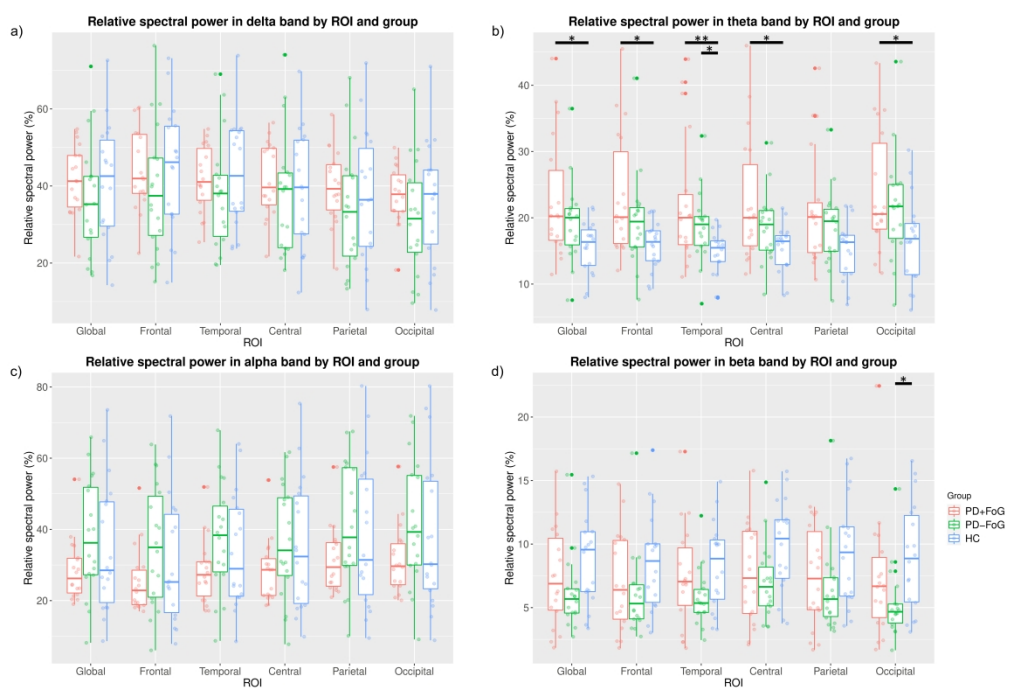 a)
Relative spectral power in delta band by ROI and group
Relative spectral power (%)
60
40
20
Global Frontal Temporal Central Parietal Occipital
ROI
b)
Relative spectral power in theta band by ROI and group
* * ** * *
*
Relative spectral power (%)
40
30
20
10
Global Frontal Temporal Central Parietal Occipital
ROI
c)
Relative spectral power in alpha band by ROI and group
Relative spectral power (%)
80
60
40
20
Global Frontal Temporal Central Parietal Occipital
ROI
d)
Relative spectral power in beta band by ROI and group
*
Relative spectral power (%)
20
15
10
5
Global Frontal Temporal Central Parietal Occipital
ROI
Group
PD+FoG
PD−FoG
HC